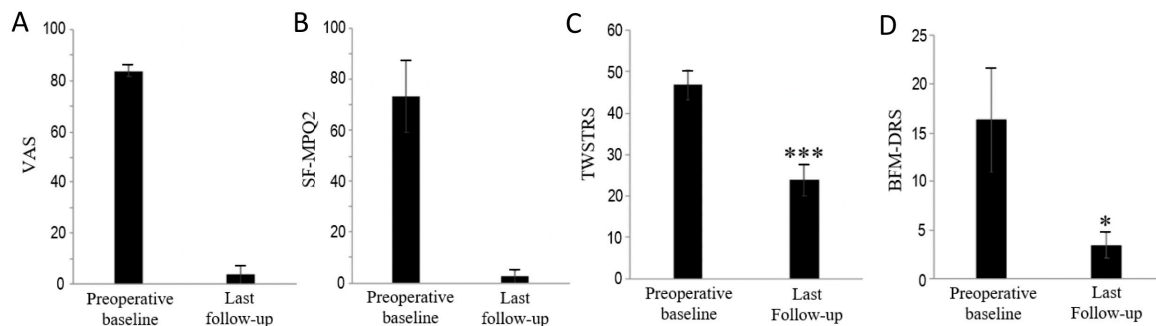 A
VAS
100
80
60
40
20
0
Preoperative
baseline
Last
follow-up
B
SF-MPQ2
100
80
60
40
20
0
Preoperative
baseline
Last
follow-up
C
TWSTRS
60
50
40
30
20
10
0
***
Preoperative
baseline
Last
Follow-up
D
BFM-DRS
25
20
15
10
5
0
*
Preoperative
baseline
Last
Follow-up